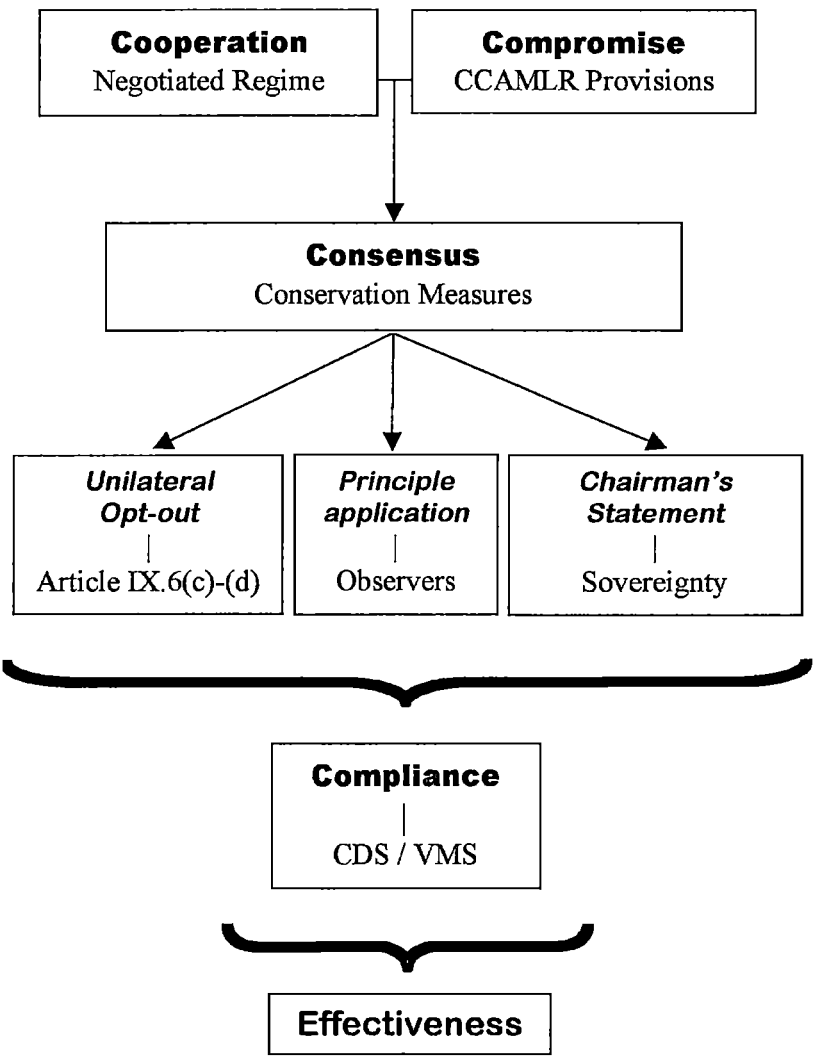 Cooperation
Negotiated Regime
Compromise
CCAMLR Provisions
Consensus
Conservation Measures
Unilateral
Opt-out
Article IX.6(c)-(d)
Principle
application
Observers
Chairman's
Statement
Sovereignty
Compliance
CDS / VMS
Effectiveness